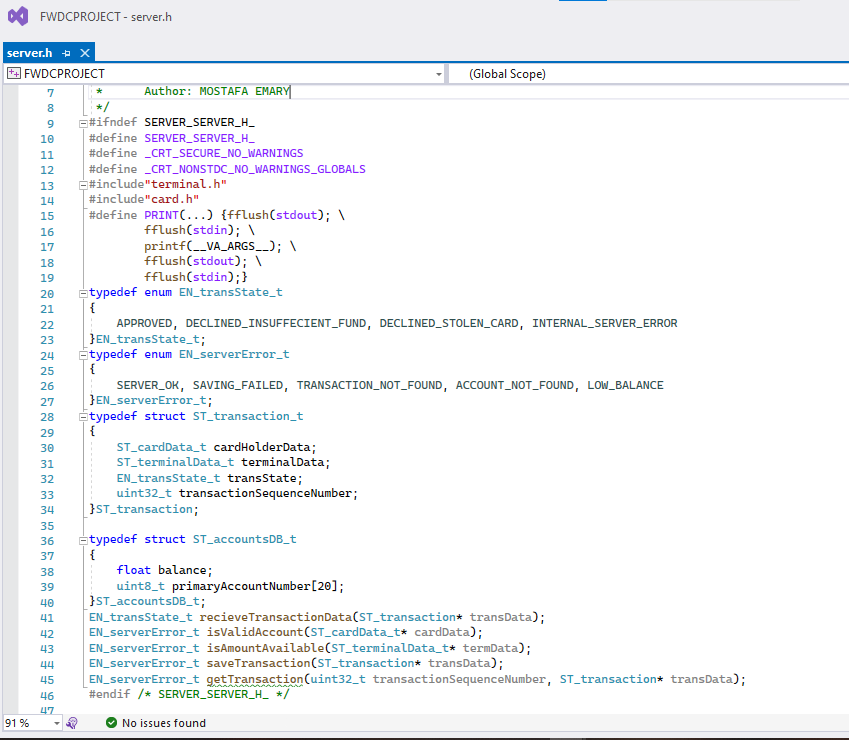 FWDCPROJECT - server.h
server.h
FWDCPROJECT (Global Scope)
7 * Author: MOSTAFA EMARY
8 */
9 #ifndef SERVER_SERVER_H_
10 #define SERVER_SERVER_H_
11 #define _CRT_SECURE_NO_WARNINGS
12 #define _CRT_NONSTDC_NO_WARNINGS_GLOBALS
13 #include"terminal.h"
14 #include"card.h"
15 #define PRINT(...) {fflush(stdout); \
16 fflush(stdin); \
17 printf(__VA_ARGS__); \
18 fflush(stdout); \
19 fflush(stdin);}
20 typedef enum EN_transState_t
21 {
22 APPROVED, DECLINED_INSUFFECIENT_FUND, DECLINED_STOLEN_CARD, INTERNAL_SERVER_ERROR
23 }EN_transState_t;
24 typedef enum EN_serverError_t
25 {
26 SERVER_OK, SAVING_FAILED, TRANSACTION_NOT_FOUND, ACCOUNT_NOT_FOUND, LOW_BALANCE
27 }EN_serverError_t;
28 typedef struct ST_transaction_t
29 {
30 ST_cardData_t cardHolderData;
31 ST_terminalData_t terminalData;
32 EN_transState_t transState;
33 uint32_t transactionSequenceNumber;
34 }ST_transaction;
35
36 typedef struct ST_accountsDB_t
37 {
38 float balance;
39 uint8_t primaryAccountNumber[20];
40 }ST_accountsDB_t;
41 EN_transState_t recieveTransactionData(ST_transaction* transData);
42 EN_serverError_t isValidAccount(ST_cardData_t* cardData);
43 EN_serverError_t isAmountAvailable(ST_terminalData_t* termData);
44 EN_serverError_t saveTransaction(ST_transaction* transData);
45 EN_serverError_t getTransaction(uint32_t transactionSequenceNumber, ST_transaction* transData);
46 #endif /* SERVER_SERVER_H_ */
47
91 % No issues found